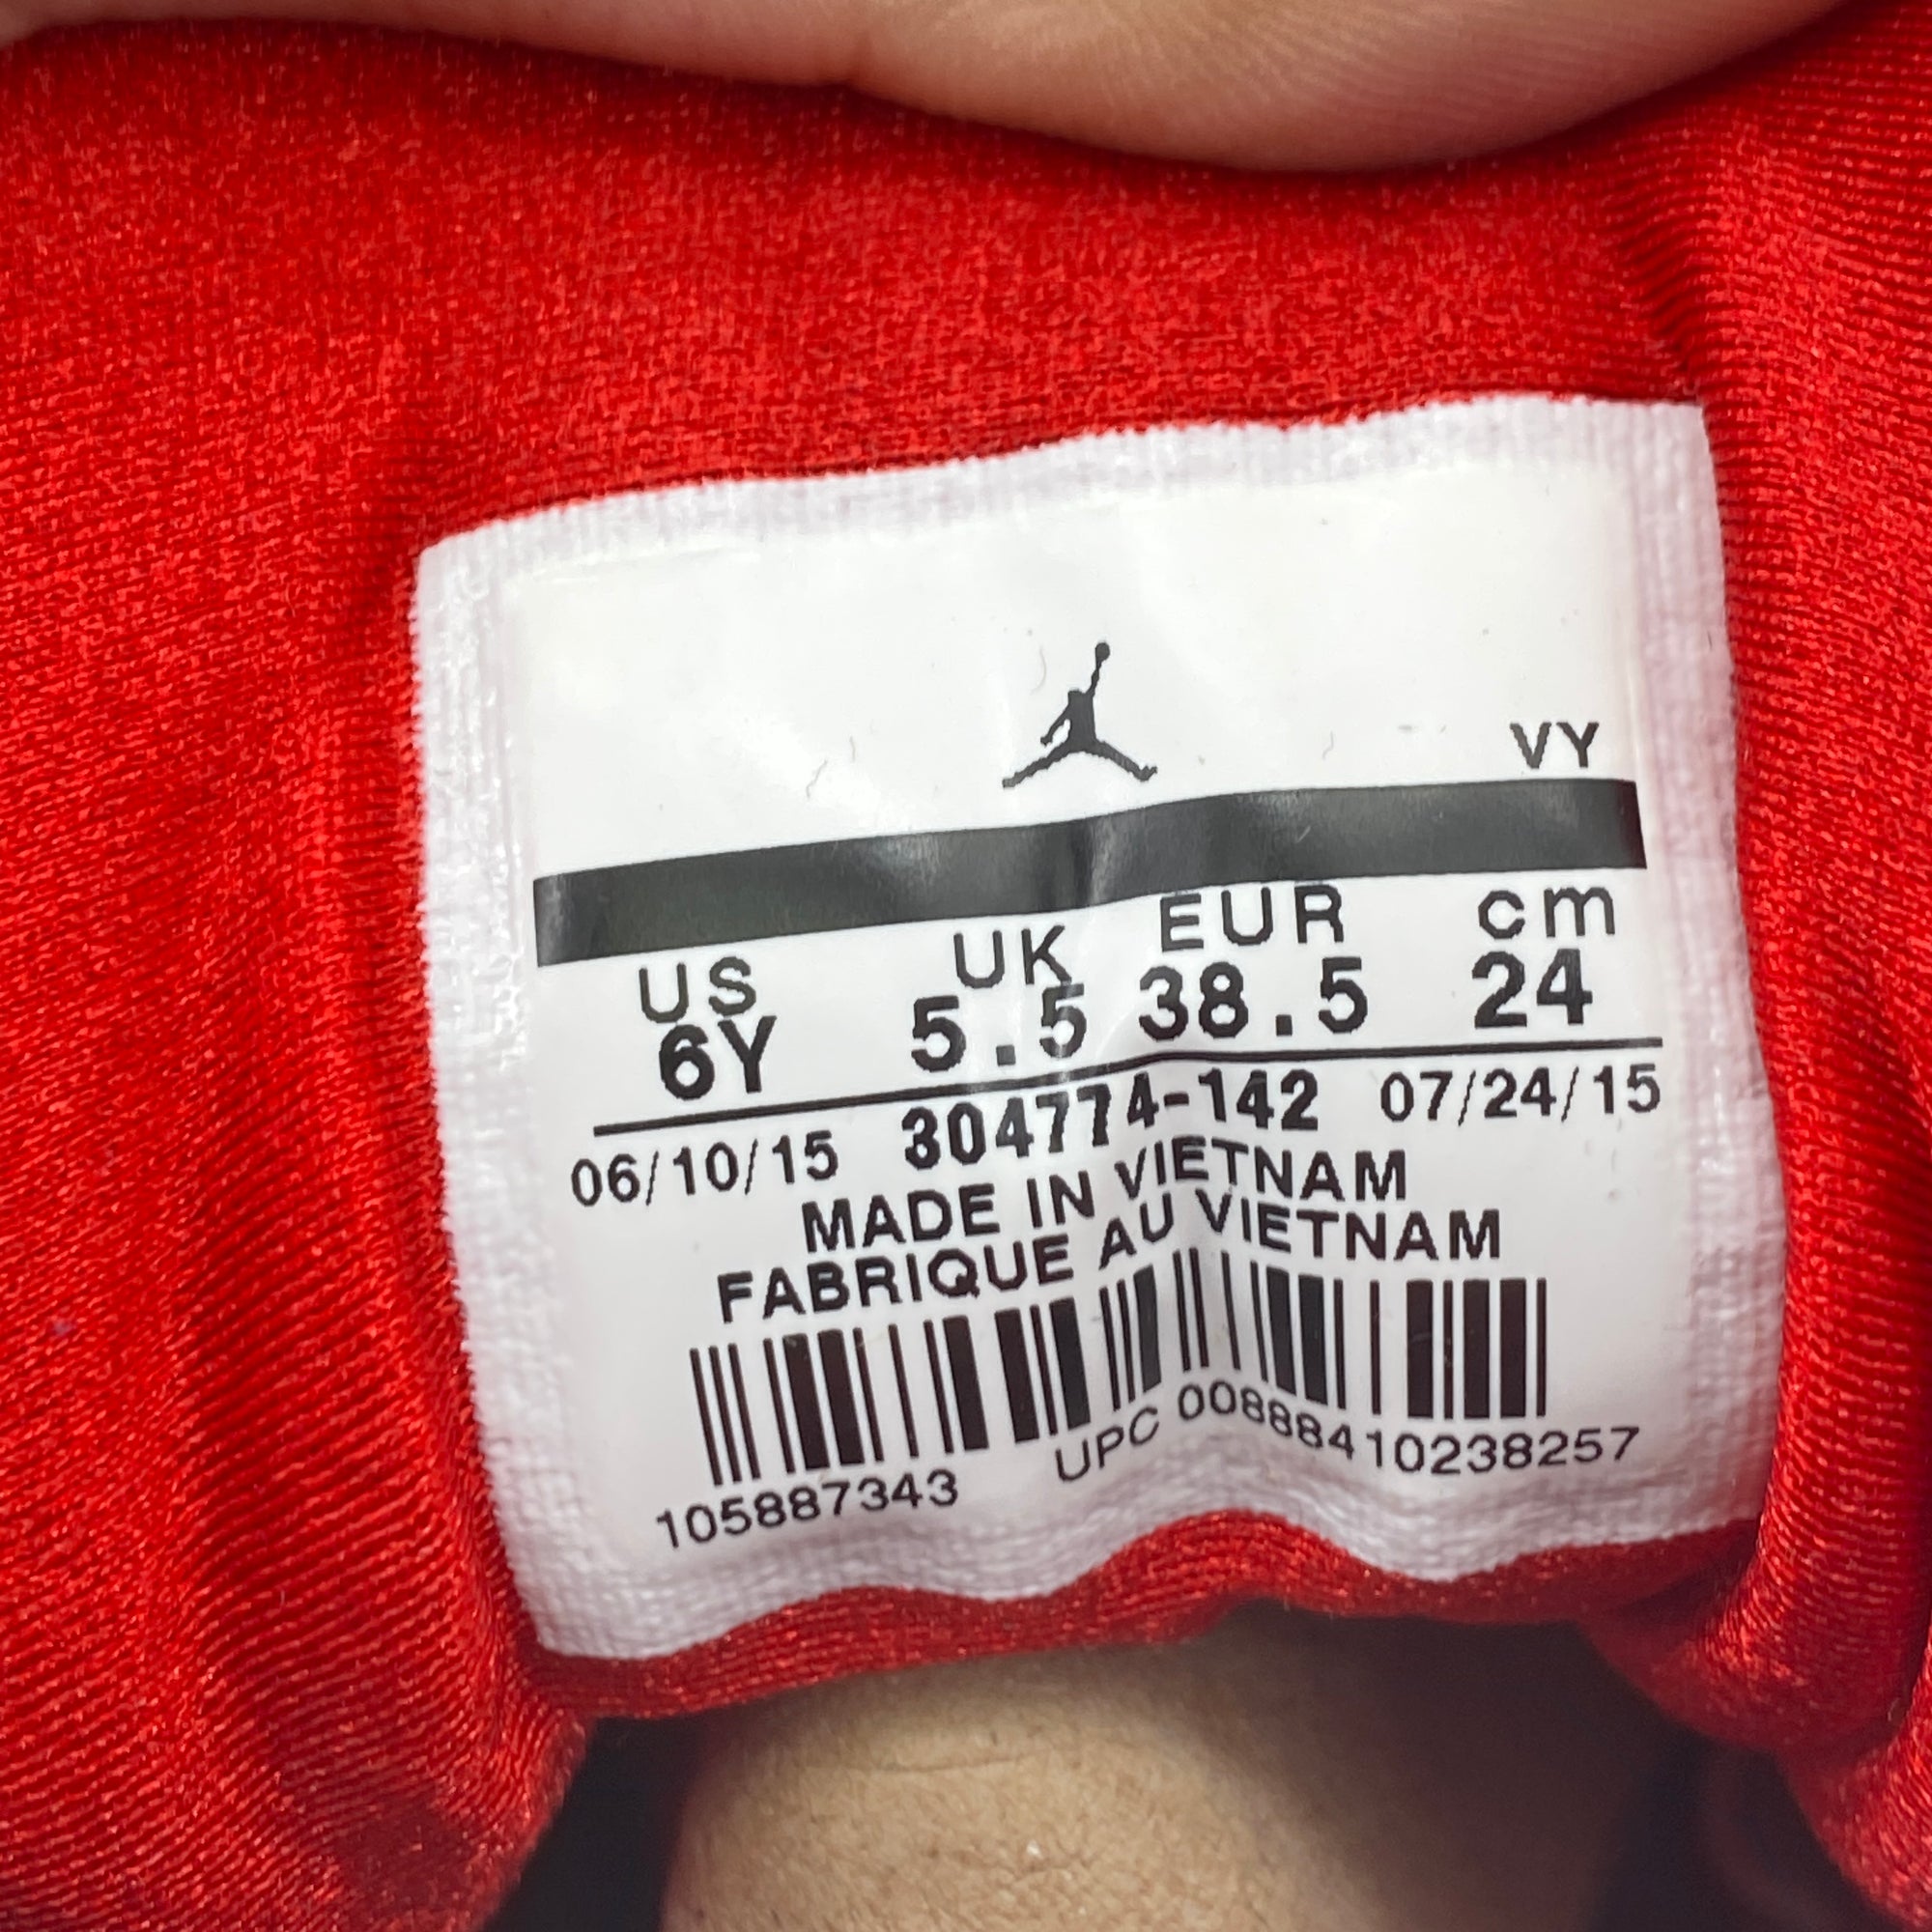 VY
US UK EUR cm
6Y 5.5 38.5 24
06/10/15 304774-142 07/24/15
MADE IN VIETNAM
FABRIQUE AU VIETNAM
105887343 UPC 00888410238257